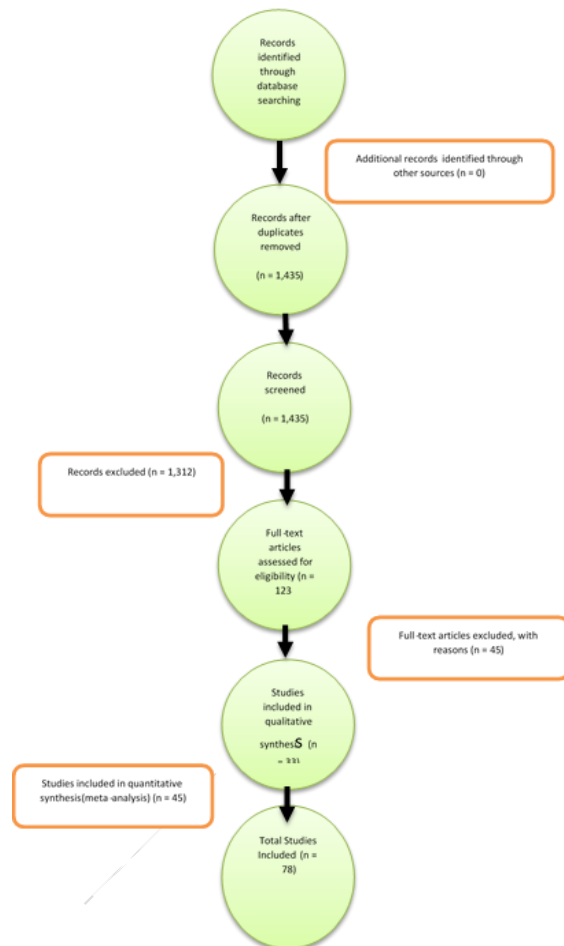 Records
identified
through
database
searching
Additional records identified through
other sources (n = 0)
Records after
duplicates
removed
(n = 1,435)
Records
screened
(n = 1,435)
Records excluded (n = 1,312)
Full-text
articles
assessed for
eligibility (n =
123
Full-text articles excluded, with
reasons (n = 45)
Studies
included in
qualitative
synthesiS (n
Studies included in quantitative
synthesis(meta-analysis) (n = 45)
Total Studies
Included (n =
78)